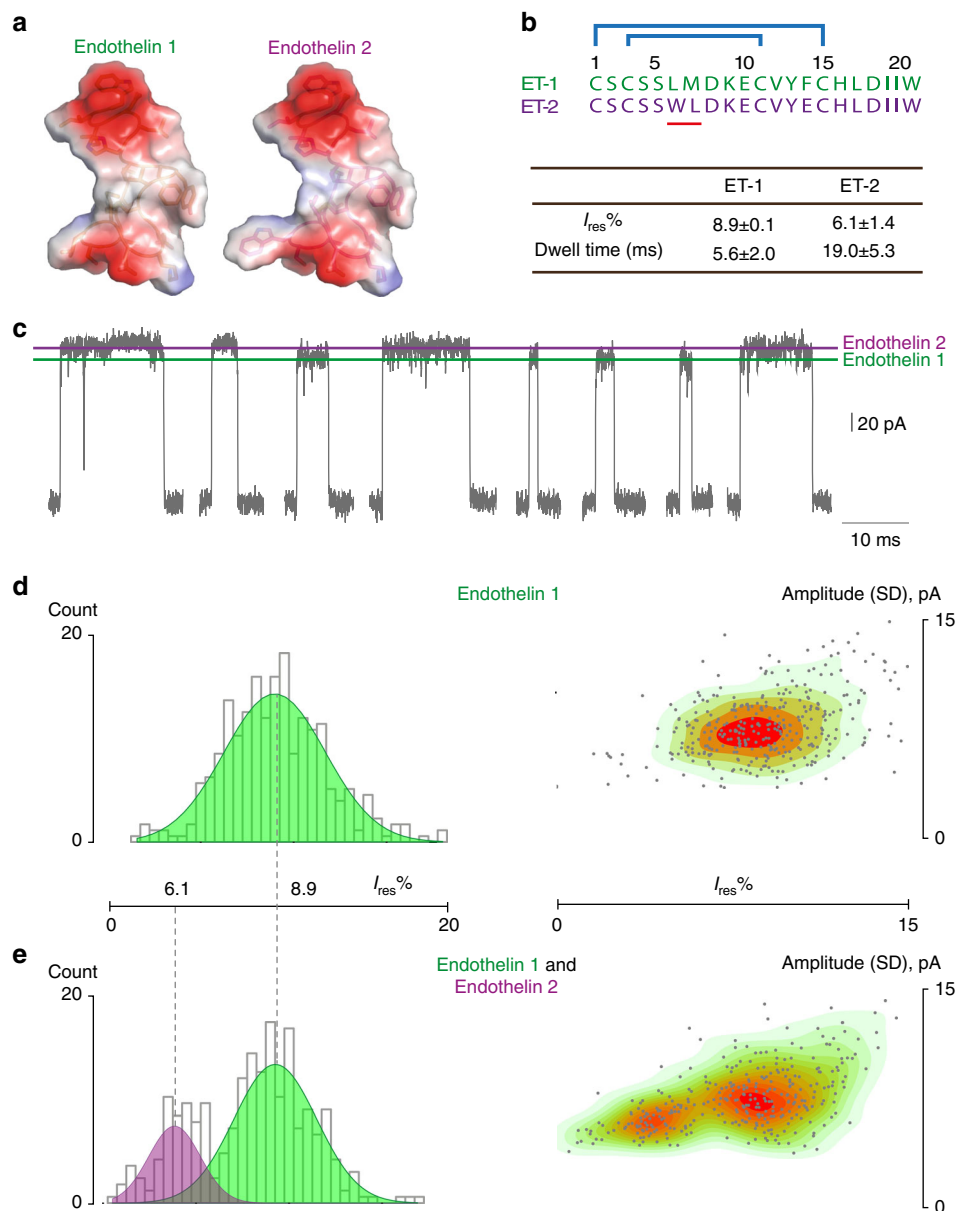 a
Endothelin 1
Endothelin 2
b
1 5 10 15 20
ET-1 CSCSSLMDKECVYFCHLDIIW
ET-2 CSCSSWLDKECVYECHLDIIW
ET-1 ET-2
Ires% 8.9±0.1 6.1±1.4
Dwell time (ms) 5.6±2.0 19.0±5.3
c
Endothelin 2
Endothelin 1
20 pA
10 ms
d
Endothelin 1
Count
20
0
Amplitude (SD), pA
15
0
6.1 8.9 Ires%
0 20
Ires%
0 15
e
Endothelin 1 and
Endothelin 2
Count
20
0
Amplitude (SD), pA
15
0